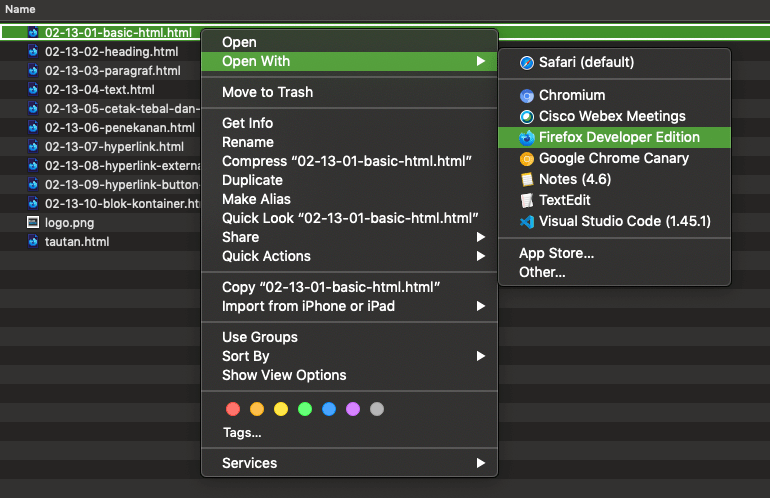 Name
02-13-01-basic-html.html
02-13-02-heading.html
02-13-03-paragraf.html
02-13-04-text.html
02-13-05-cetak-tebal-dan-
02-13-06-penekanan.html
02-13-07-hyperlink.html
02-13-08-hyperlink-externa
02-13-09-hyperlink-button-
02-13-10-blok-kontainer.ht
logo.png
tautan.html
Open
Open With
Move to Trash
Get Info
Rename
Compress “02-13-01-basic-html.html”
Duplicate
Make Alias
Quick Look “02-13-01-basic-html.html”
Share
Quick Actions
Copy “02-13-01-basic-html.html”
Import from iPhone or iPad
Use Groups
Sort By
Show View Options
Tags...
Services
Safari (default)
Chromium
Cisco Webex Meetings
Firefox Developer Edition
Google Chrome Canary
Notes (4.6)
TextEdit
Visual Studio Code (1.45.1)
App Store...
Other...